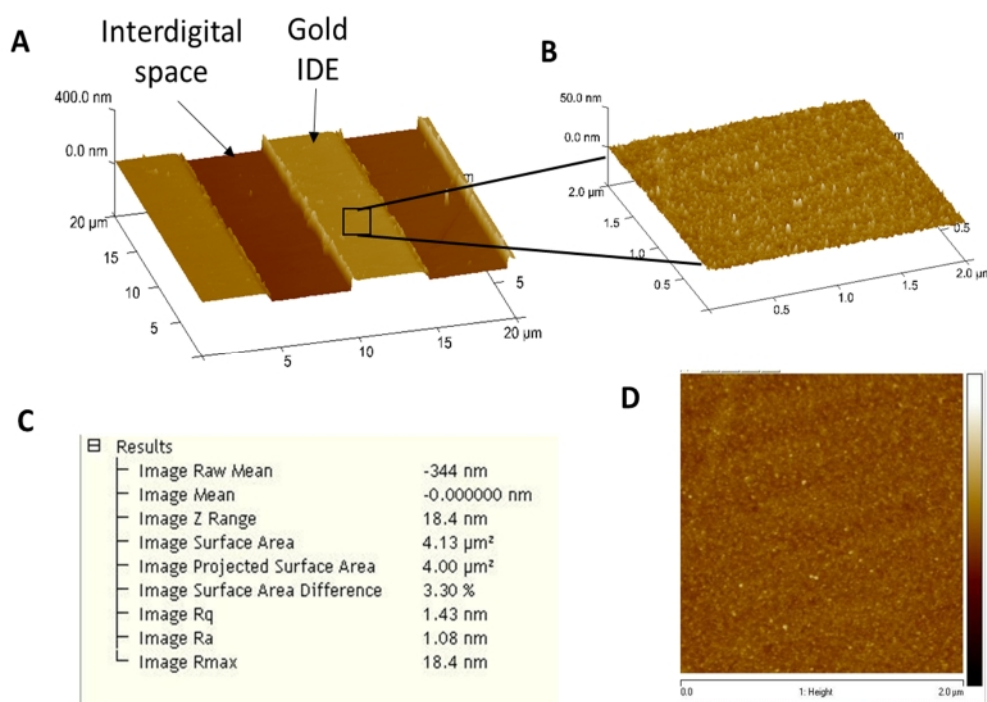 A
Interdigital
space
Gold
IDE
400.0 nm
0.0 nm
20 µm
15
10
5
5
10
15
20 µm
5
m
B
50.0 nm
0.0 nm
2.0 µm
1.5
1.0
0.5
0.5
1.0
1.5
2.0 µm
0.5
m
C
Results
Image Raw Mean -344 nm
Image Mean -0.000000 nm
Image Z Range 18.4 nm
Image Surface Area 4.13 µm²
Image Projected Surface Area 4.00 µm²
Image Surface Area Difference 3.30 %
Image Rq 1.43 nm
Image Ra 1.08 nm
Image Rmax 18.4 nm
D
0.0 1: Height 2.0 µm